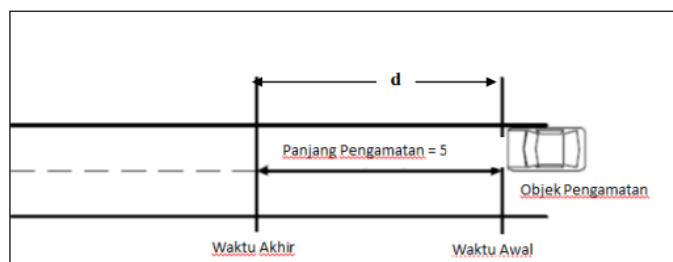 d
Panjang Pengamatan = 5
Objek Pengamatan
Waktu Akhir
Waktu Awal